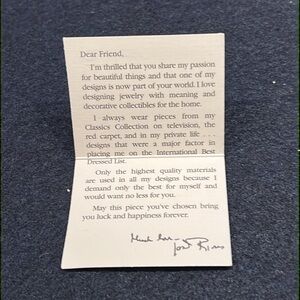 Dear Friend,
I'm thrilled that you share my passion
for beautiful things and that one of my
designs is now part of your world. I love
designing jewelry with meaning and
decorative collectibles for the home.
I always wear pieces from my
Classics Collection on television, the
red carpet, and in my private life . . .
designs that were a major factor in
placing me on the International Best
Dressed List.
Only the highest quality materials
are used in all my designs because I
demand only the best for myself and
would want no less for you.
May this piece you've chosen bring
you luck and happiness forever.
Much love—
Joan Rivers